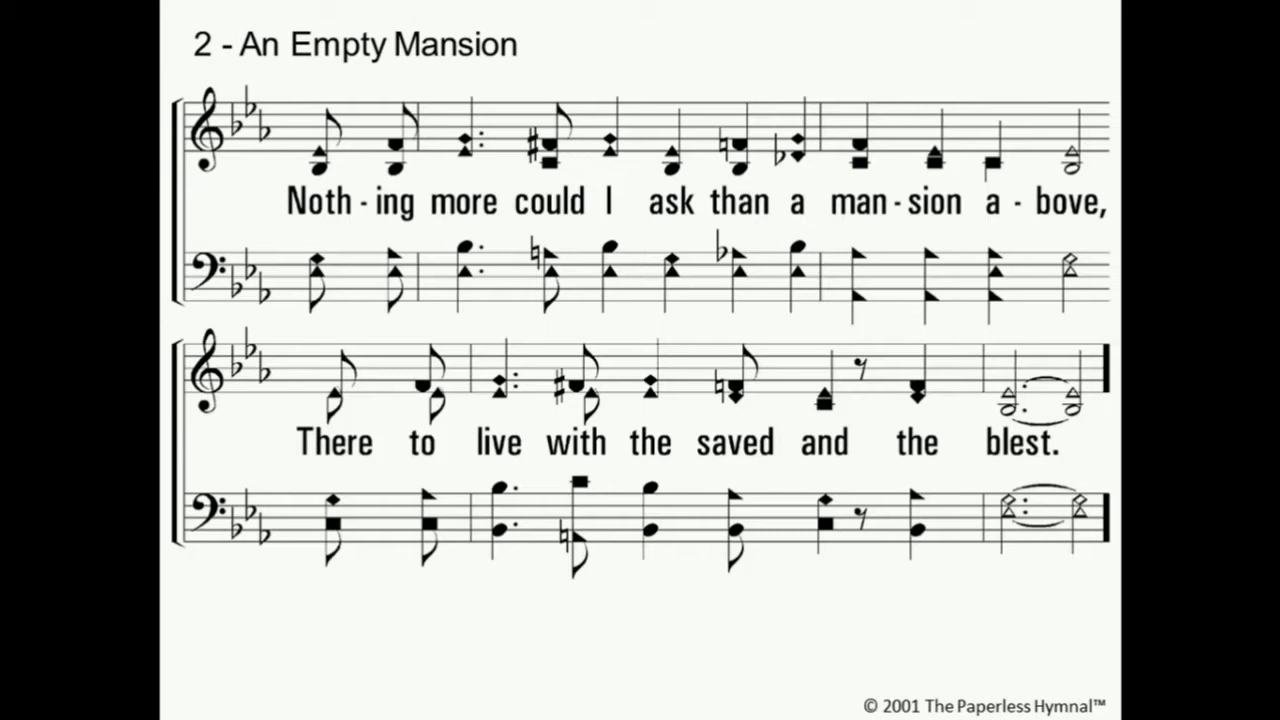 2 - An Empty Mansion
Noth - ing more could I ask than a man - sion a - bove,
There to live with the saved and the blest.
© 2001 The Paperless Hymnal™